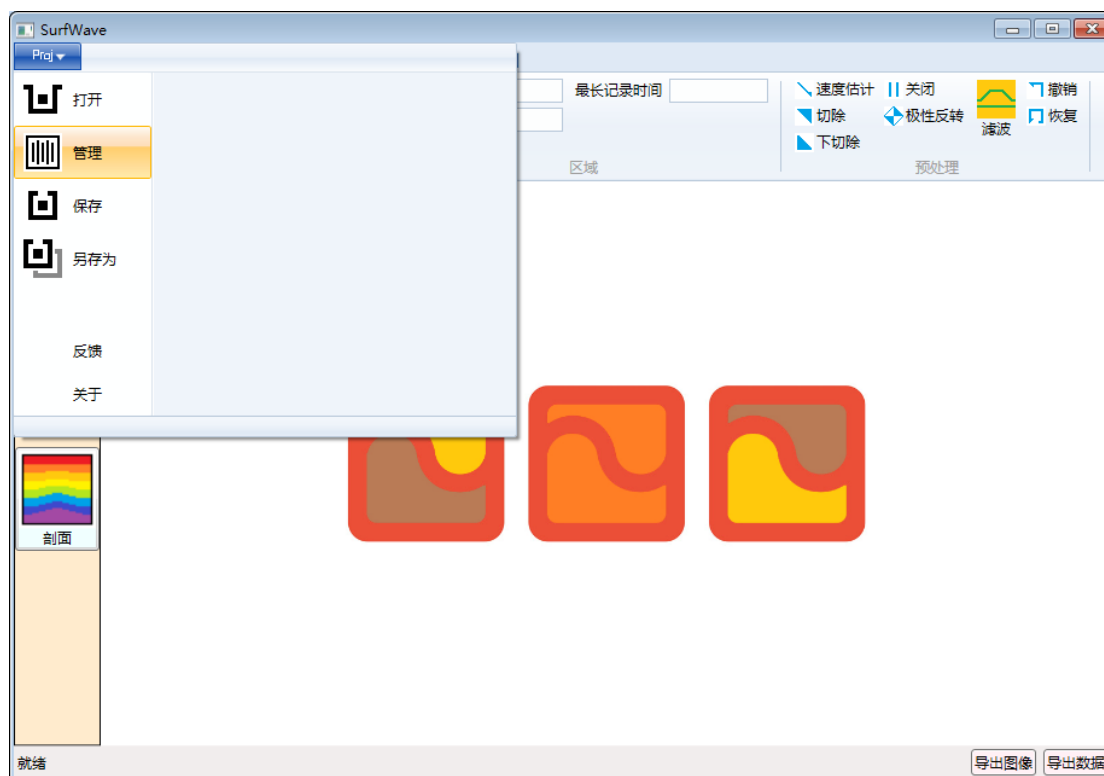 SurfWave
Proj
打开
管理
保存
另存为
反馈
关于
最长记录时间
区域
速度估计
关闭
撤销
切除
极性反转
恢复
下切除
滤波
预处理
剖面
就绪
导出图像
导出数据